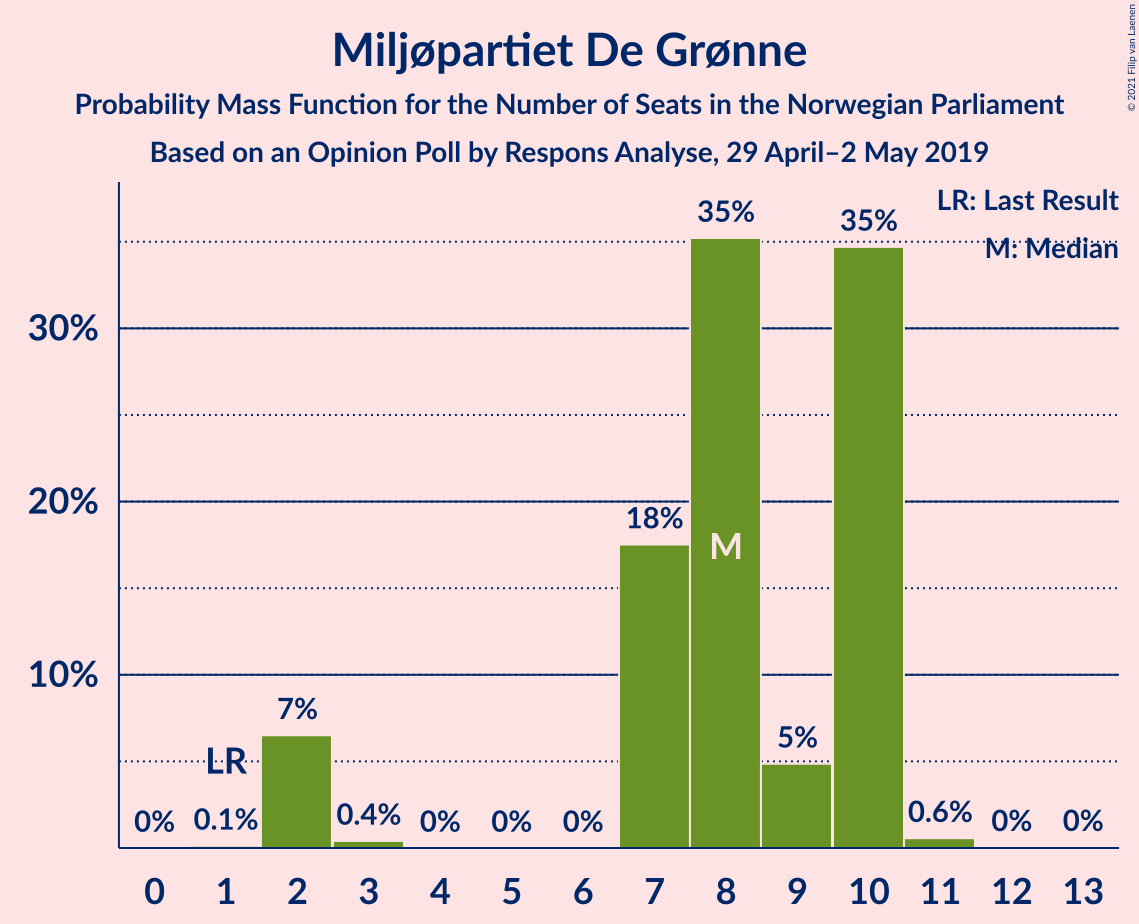 Miljøpartiet De Grønne
Probability Mass Function for the Number of Seats in the Norwegian Parliament
Based on an Opinion Poll by Respons Analyse, 29 April–2 May 2019
© 2021 Filip van Laenen
LR: Last Result
M: Median
35%
35%
30%
20%
18%
M
10%
7%
5%
LR
0%
0.1%
0.4%
0%
0%
0%
0.6%
0%
0%
0 1 2 3 4 5 6 7 8 9 10 11 12 13